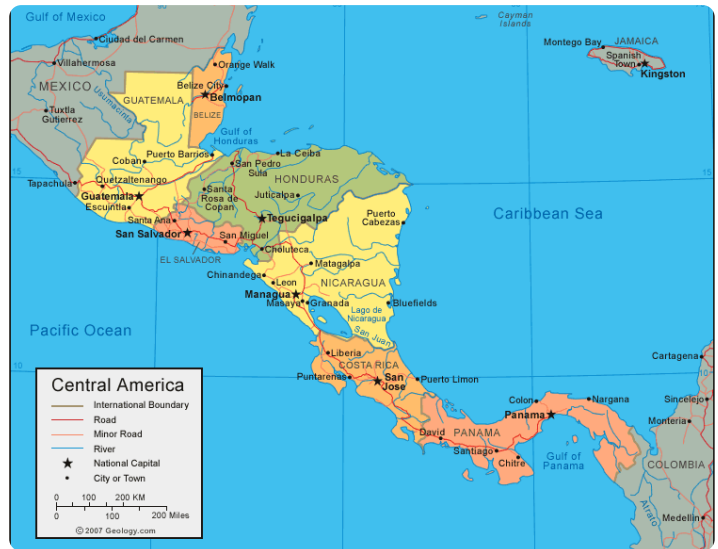 Gulf of Mexico
Cayman
Islands
Ciudad del Carmen
Montego Bay
JAMAICA
Spanish
Town
Kingston
Villahermosa
Orange Walk
MEXICO
Belize City
GUATEMALA
Belmopan
Usumacinta
Tuxtla
Gutierrez
BELIZE
Gulf of
Honduras
Puerto Barrios
La Ceiba
Coban
San Pedro
Sula
15
15
Tapachula
Quetzaltenango
HONDURAS
Guatemala
Santa
Rosa de
Copan
Juticalpa
Escuintla
Puerto
Cabezas
Caribbean Sea
Santa Ana
Tegucigalpa
San Salvador
San Miguel
Choluteca
EL SALVADOR
Matagalpa
Chinandega
Leon
NICARAGUA
Managua
Masaya
Granada
Bluefields
Lago de
Nicaragua
Pacific Ocean
San Juan
Liberia
Cartagena
COSTA RICA
10
10
Puntarenas
San
Jose
Puerto Limon
Central America
International Boundary
Road
Minor Road
River
National Capital
City or Town
0 100 200 KM
0 100 200 Miles
©2007 Geology.com
Colon
Nargana
Sincelejo
Panama
Monteria
David
PANAMA
Santiago
Chitre
Gulf of
Panama
COLOMBIA
Atrato
Medellin